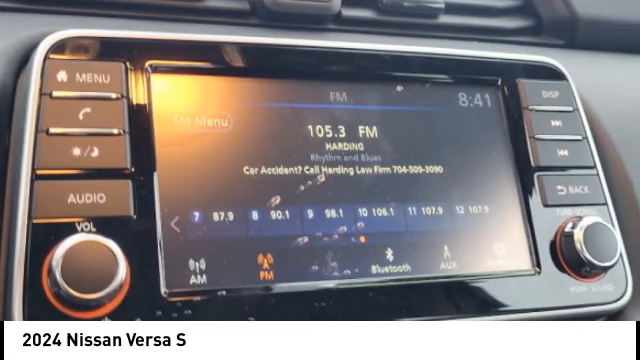 MENU
AUDIO
VOL
FM
8:41
FM Menu
105.3 FM
HARDING
Rhythm and Blues
Car Accident? Call Harding Law Firm 704-509-3090
7 87.9 8 90.1 9 98.1 10 106.1 11 107.9 12 107.9
AM FM Bluetooth AUX
DISP
BACK
TUNE·SCROLL
PUSH SOUND
2024 Nissan Versa S